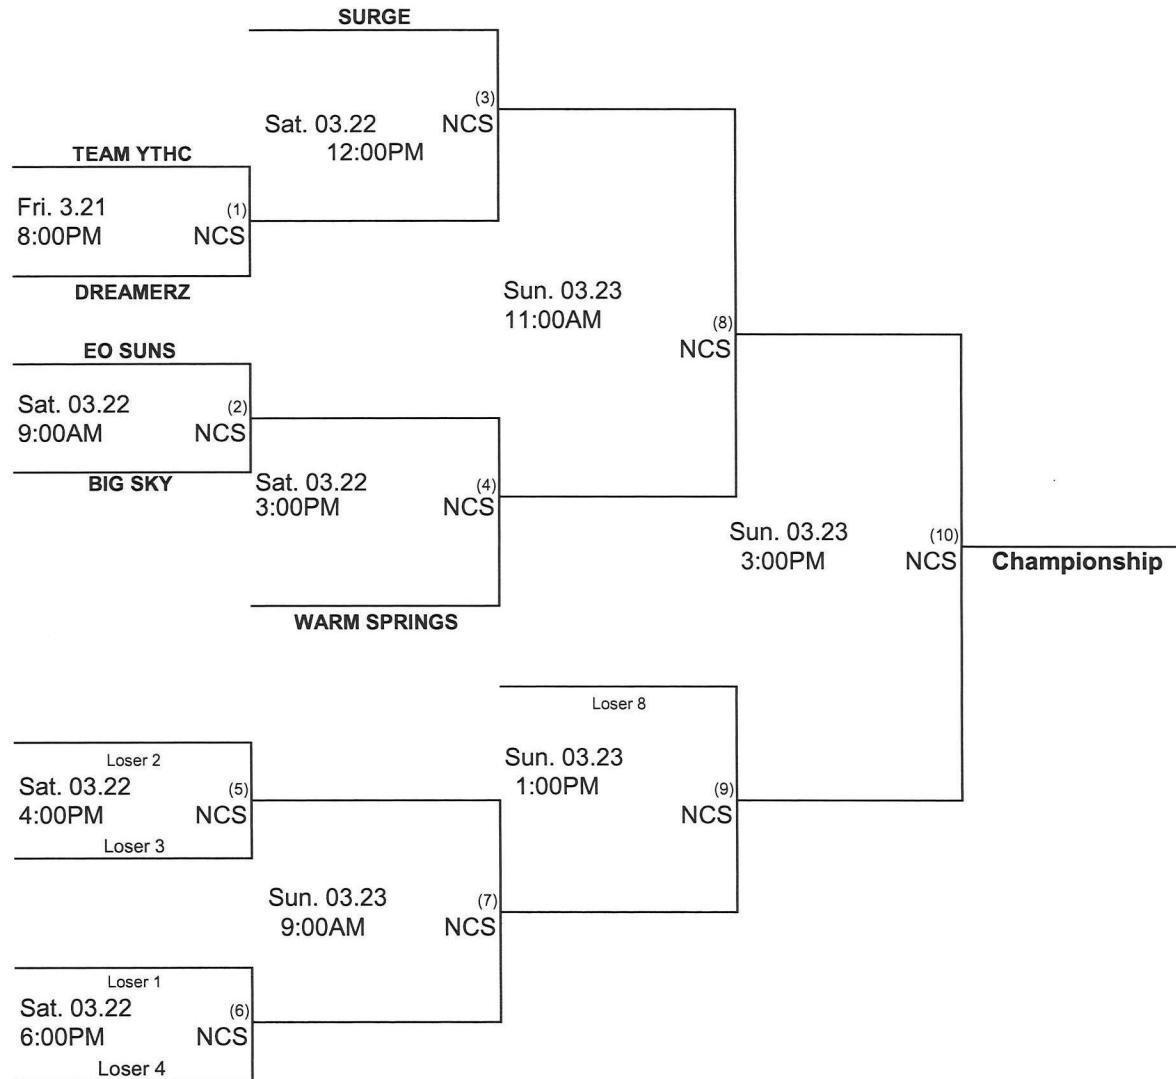 SURGE
(3)
Sat. 03.22
NCS
12:00PM
TEAM YTHC
Fri. 3.21
(1)
8:00PM
NCS
DREAMERZ
Sun. 03.23
11:00AM
(8)
NCS
EO SUNS
Sat. 03.22
(2)
9:00AM
NCS
BIG SKY
Sat. 03.22
(4)
3:00PM
NCS
WARM SPRINGS
Sun. 03.23
(10)
3:00PM
NCS
Championship
Loser 8
Sun. 03.23
1:00PM
(9)
NCS
Loser 2
Sat. 03.22
(5)
4:00PM
NCS
Loser 3
Sun. 03.23
(7)
9:00AM
NCS
Loser 1
Sat. 03.22
(6)
6:00PM
NCS
Loser 4